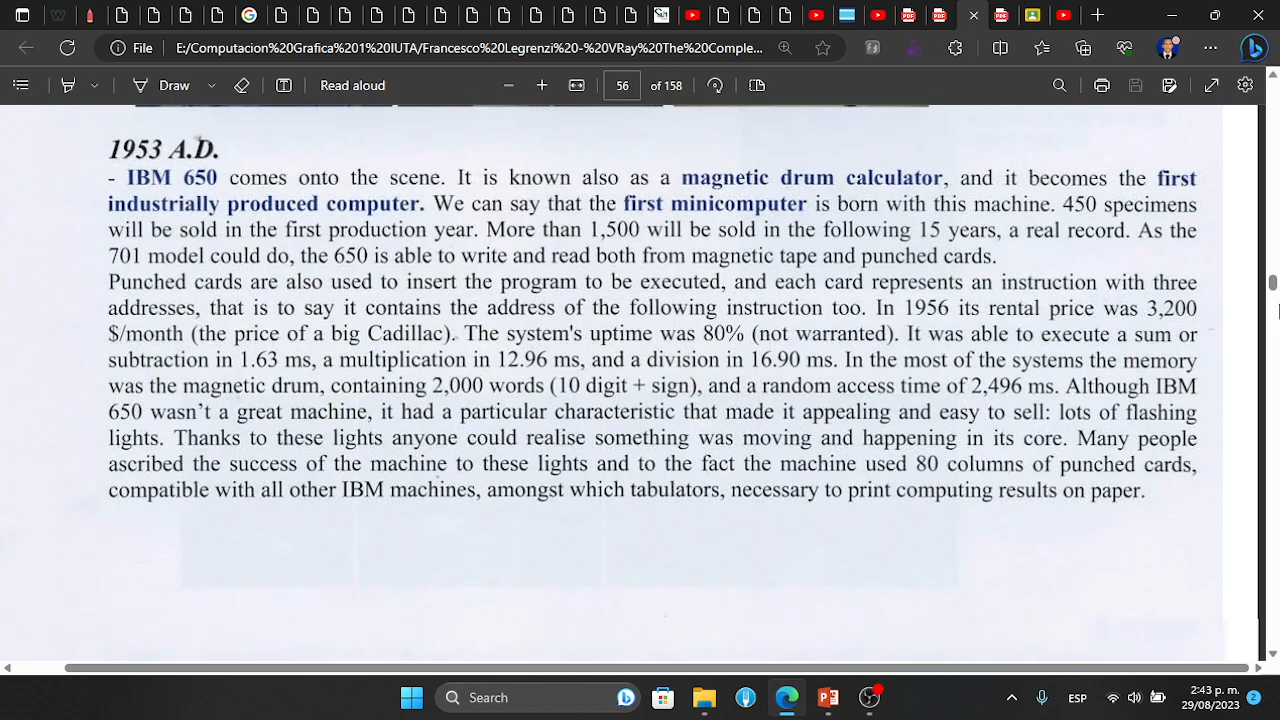 File
E:/Computacion%20Grafica%201%20IUTA/Francesco%20Legrenzi%20-%20VRay%20The%20Comple...
Draw
Read aloud
56
of 158
1953 A.D.
- IBM 650 comes onto the scene. It is known also as a magnetic drum calculator, and it becomes the first
industrially produced computer. We can say that the first minicomputer is born with this machine. 450 specimens
will be sold in the first production year. More than 1,500 will be sold in the following 15 years, a real record. As the
701 model could do, the 650 is able to write and read both from magnetic tape and punched cards.
Punched cards are also used to insert the program to be executed, and each card represents an instruction with three
addresses, that is to say it contains the address of the following instruction too. In 1956 its rental price was 3,200
$/month (the price of a big Cadillac). The system's uptime was 80% (not warranted). It was able to execute a sum or
subtraction in 1.63 ms, a multiplication in 12.96 ms, and a division in 16.90 ms. In the most of the systems the memory
was the magnetic drum, containing 2,000 words (10 digit + sign), and a random access time of 2,496 ms. Although IBM
650 wasn't a great machine, it had a particular characteristic that made it appealing and easy to sell: lots of flashing
lights. Thanks to these lights anyone could realise something was moving and happening in its core. Many people
ascribed the success of the machine to these lights and to the fact the machine used 80 columns of punched cards,
compatible with all other IBM machines, amongst which tabulators, necessary to print computing results on paper.
Search
ESP
2:43 p. m.
29/08/2023
2